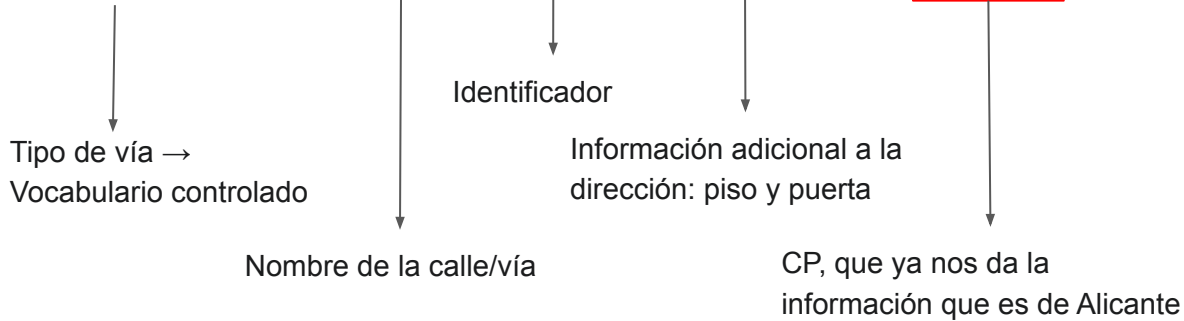 Identificador
Tipo de vía →
Vocabulario controlado
Información adicional a la
dirección: piso y puerta
Nombre de la calle/vía
CP, que ya nos da la
información que es de Alicante